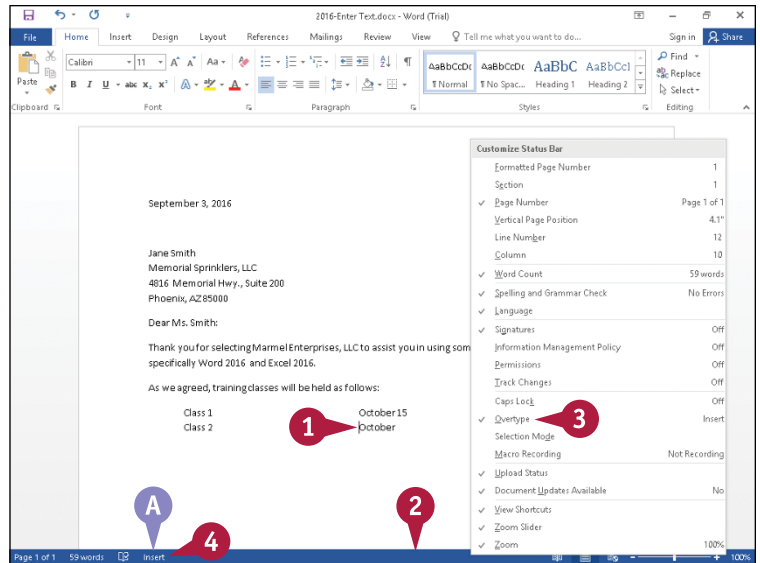 2016-Enter Text.docx - Word (Trial)
File Home Insert Design Layout References Mailings Review View Tell me what you want to do... Sign in Share
Paste
Calibri 11 A A Aa
B I U abc x₂ x² A A
AaBbCcDc AaBbCcDc AaBbC AaBbCcI
¶ Normal ¶ No Spac... Heading 1 Heading 2
Find
Replace
Select
Clipboard Font Paragraph Styles Editing
September 3, 2016
Jane Smith
Memorial Sprinklers, LLC
4816 Memorial Hwy., Suite 200
Phoenix, AZ 85000
Dear Ms. Smith:
Thank you for selecting Marmel Enterprises, LLC to assist you in using som
specifically Word 2016 and Excel 2016.
As we agreed, training classes will be held as follows:
Class 1 October 15
Class 2 October
1
Customize Status Bar
Formatted Page Number 1
Section 1
Page Number Page 1 of 1
Vertical Page Position 4.1"
Line Number 12
Column 10
Word Count 59 words
Spelling and Grammar Check No Errors
Language
Signatures Off
Information Management Policy Off
Permissions Off
Track Changes Off
Caps Lock Off
Overtype Insert
3
Selection Mode
Macro Recording Not Recording
Upload Status
Document Updates Available No
View Shortcuts
Zoom Slider
Zoom 100%
A
4
2
Page 1 of 1 59 words Insert 100%